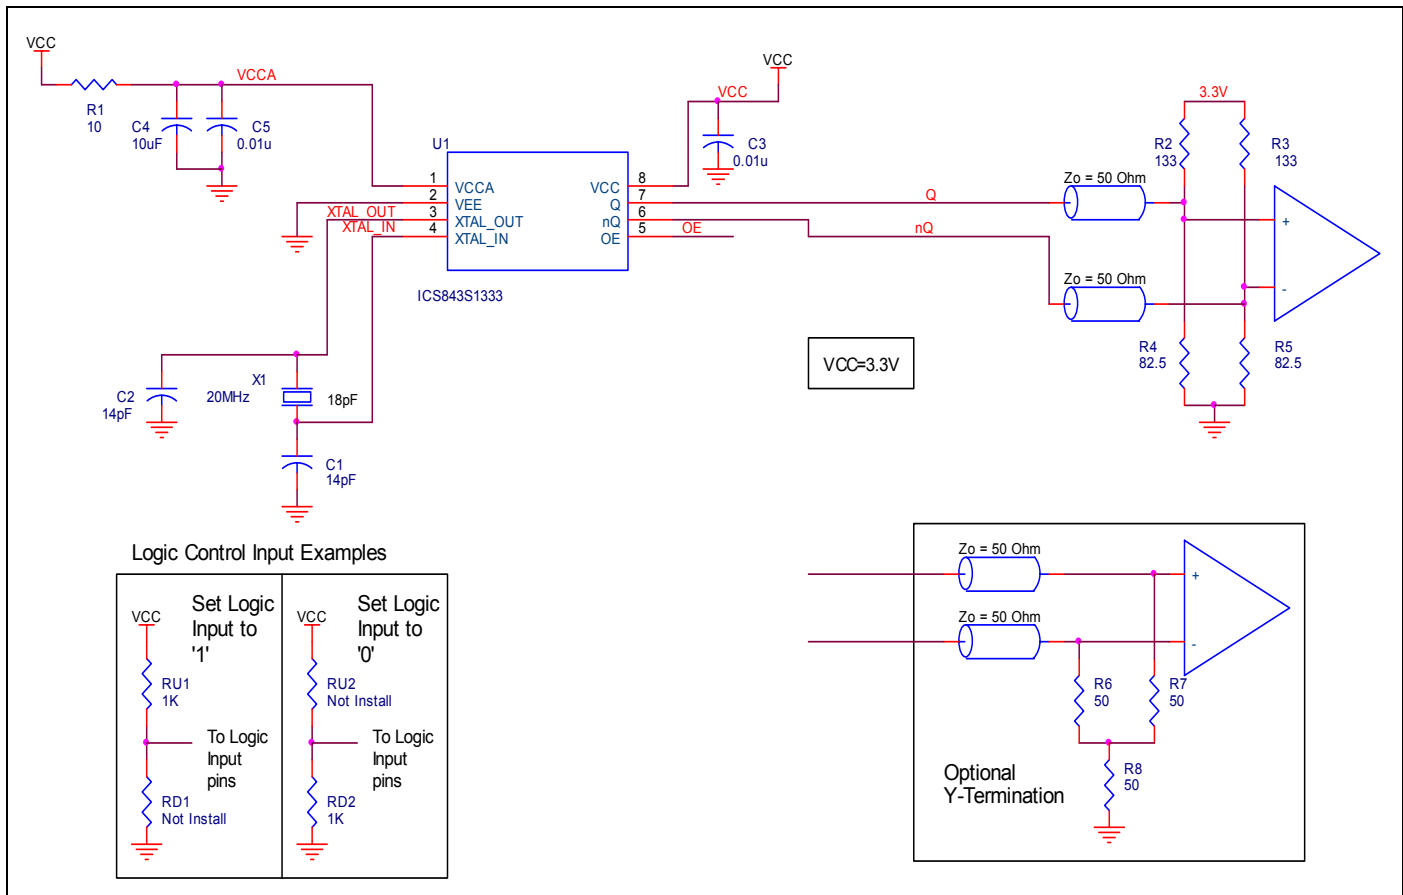 VCC
VCCA
R1
10
C4
10uF
C5
0.01u
VCC
VCC
C3
0.01u
U1
1
2
3
4
VCCA
VEE
XTAL_OUT
XTAL_IN
VCC
Q
nQ
OE
8
7
6
5
XTAL_OUT
XTAL_IN
OE
ICS843S1333
Q
nQ
Zo = 50 Ohm
Zo = 50 Ohm
3.3V
R2
133
R3
133
+
-
R4
82.5
R5
82.5
VCC=3.3V
C2
14pF
X1
20MHz
18pF
C1
14pF
Logic Control Input Examples
VCC
Set Logic
Input to
'1'
RU1
1K
To Logic
Input
pins
RD1
Not Install
VCC
Set Logic
Input to
'0'
RU2
Not Install
To Logic
Input
pins
RD2
1K
Zo = 50 Ohm
Zo = 50 Ohm
+
-
R6
50
R7
50
R8
50
Optional
Y-Termination